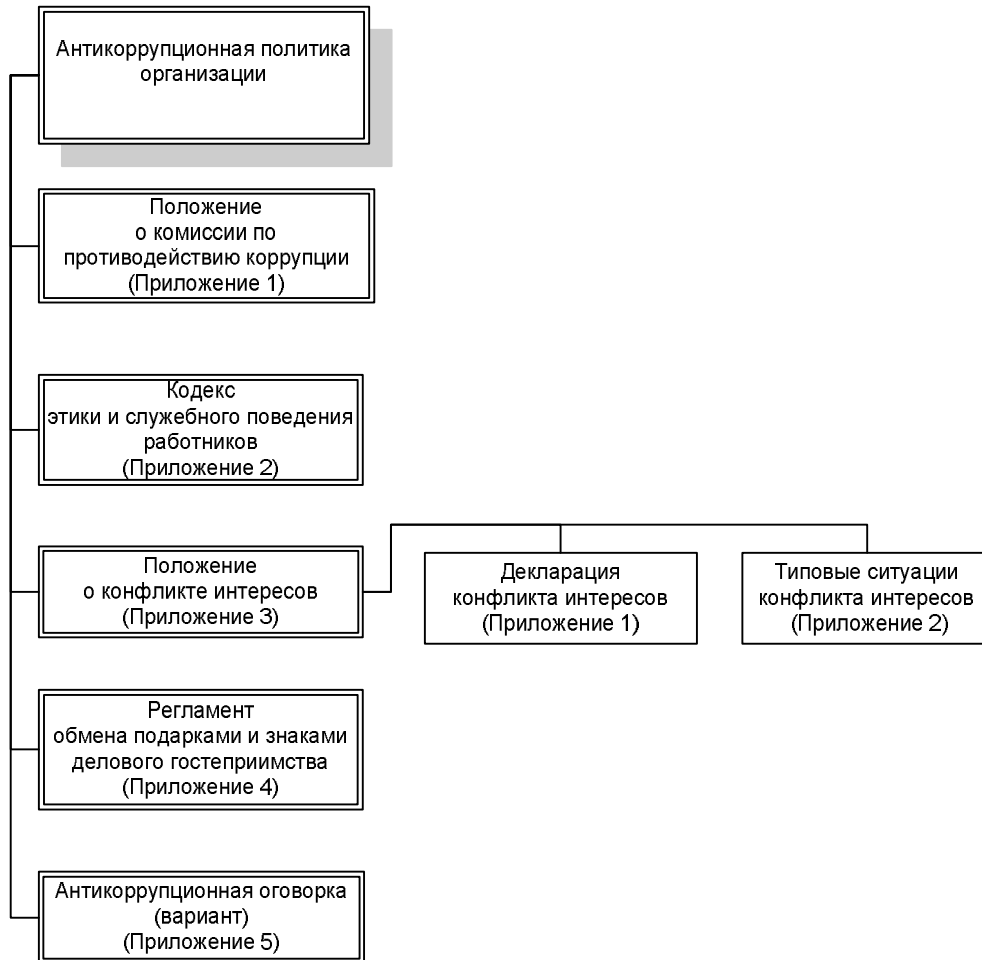 Антикоррупционная политика
организации
Положение
о комиссии по
противодействию коррупции
(Приложение 1)
Кодекс
этики и служебного поведения
работников
(Приложение 2)
Положение
о конфликте интересов
(Приложение 3)
Декларация
конфликта интересов
(Приложение 1)
Типовые ситуации
конфликта интересов
(Приложение 2)
Регламент
обмена подарками и знаками
делового гостеприимства
(Приложение 4)
Антикоррупционная оговорка
(вариант)
(Приложение 5)